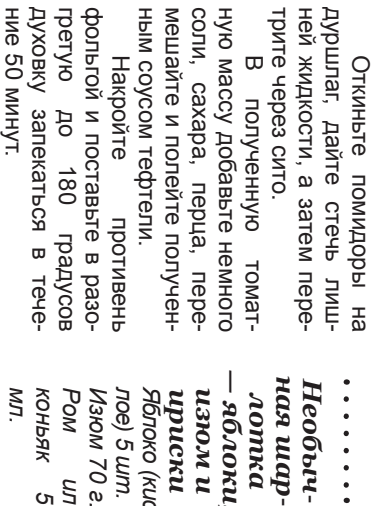 Откиньте помидоры на
дуршлаг, дайте стечь лиш-
ней жидкости, а затем пере-
трите через сито.
В полученную томат-
ную массу добавьте немного
соли, сахара, перца, пере-
мешайте и полейте получен-
ным соусом тефтели.
Накройте противень
фольгой и поставьте в разо-
гретую до 180 градусов
духовку запекаться в тече-
ние 50 минут.
Необыч-
ная шар-
лотка
— яблоки,
изюм и
ириски
Яблоко (кис
лое) 5 шт.
Изюм 70 г.
Ром ил
коньяк 5
мл.